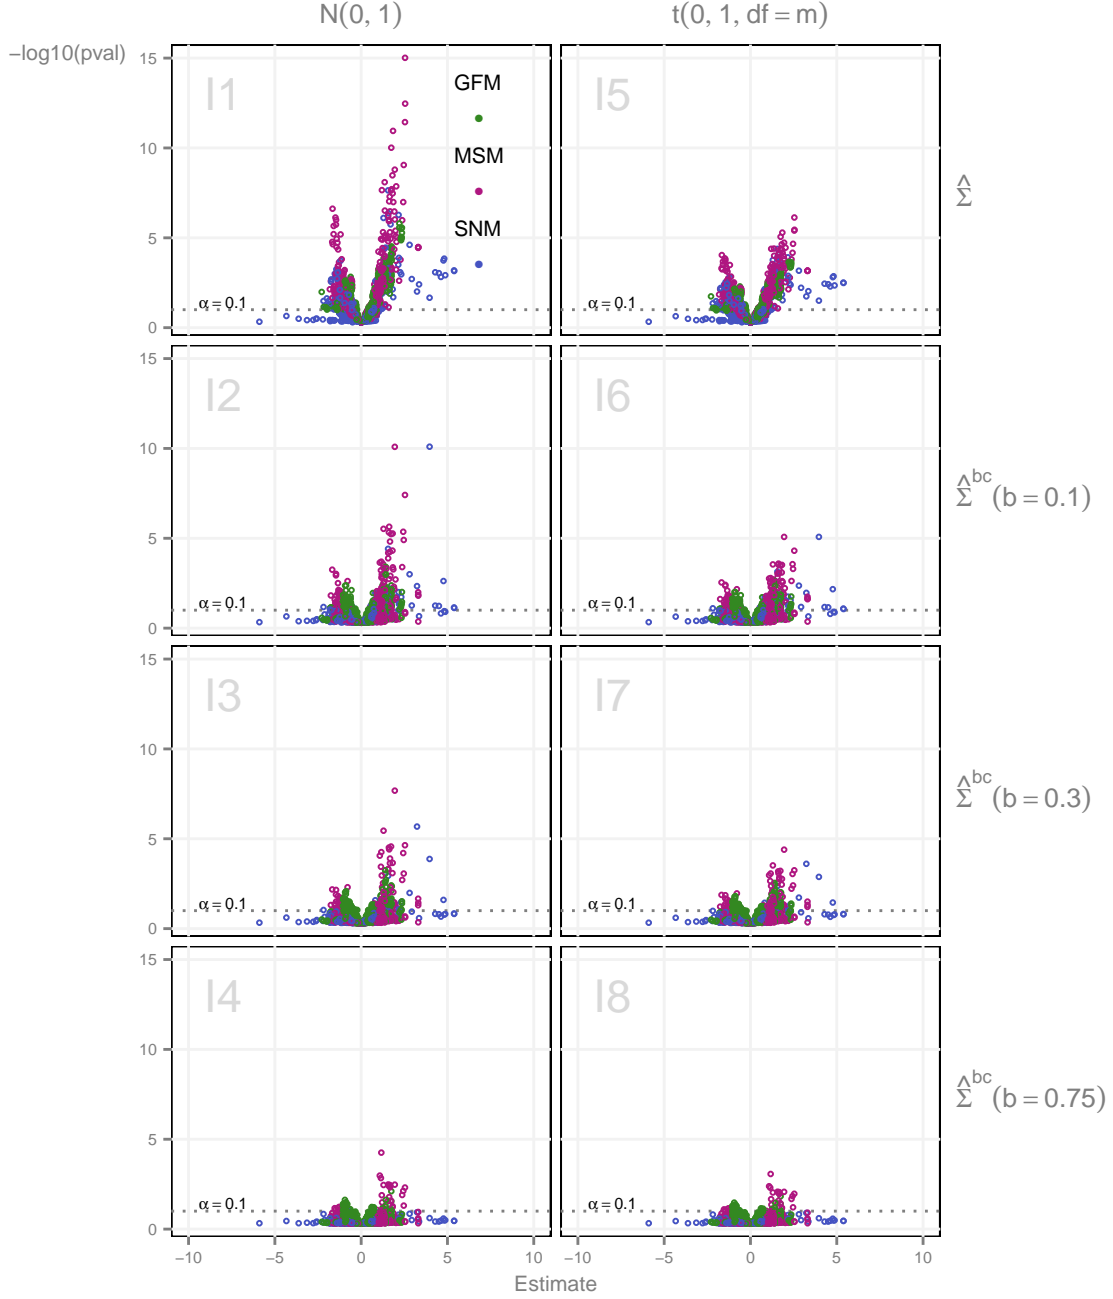 N(0, 1) t(0, 1, df = m)
−log10(pval)
15
10
5
0
I1
GFM
MSM
SNM
α = 0.1
I5
α = 0.1
Σ̂
15
10
5
0
I2
α = 0.1
I6
α = 0.1
Σ̂^bc (b = 0.1)
15
10
5
0
I3
α = 0.1
I7
α = 0.1
Σ̂^bc (b = 0.3)
15
10
5
0
I4
α = 0.1
I8
α = 0.1
Σ̂^bc (b = 0.75)
−10 −5 0 5 10 −10 −5 0 5 10
Estimate